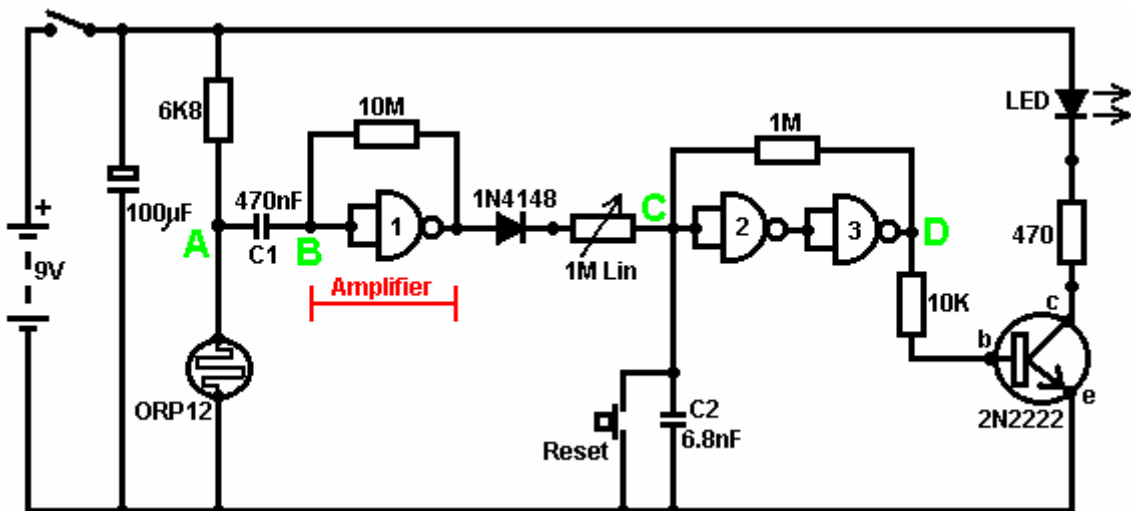 6K8
10M
LED
1M
470nF
1N4148
+
100µF
A
C1
B
1
C
2
3
D
470
9V
1M Lin
Amplifier
10K
c
b
ORP12
Reset
C2
6.8nF
e
2N2222